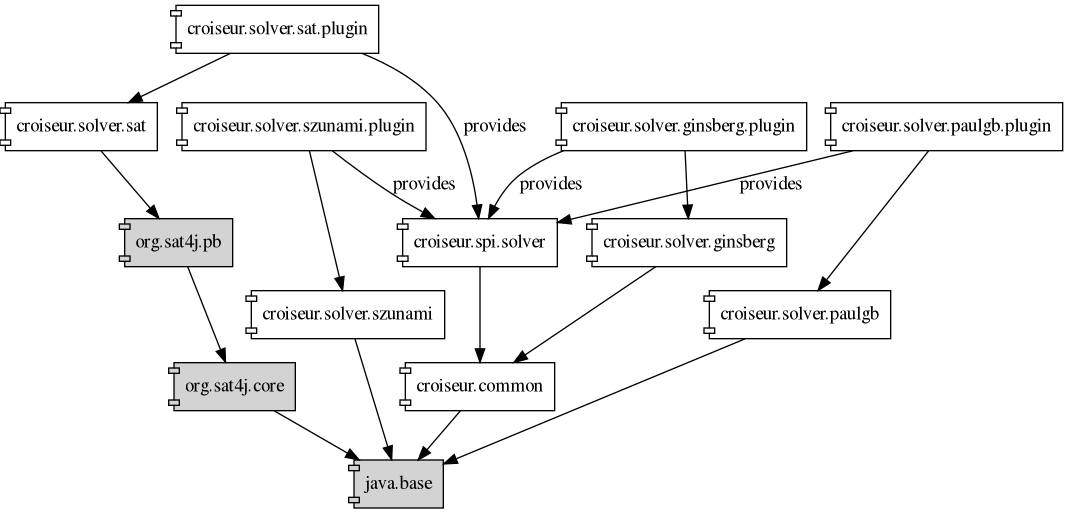 croiseur.solver.sat.plugin
croiseur.solver.sat
croiseur.solver.szunami.plugin
provides
croiseur.solver.ginsberg.plugin
croiseur.solver.paulgb.plugin
provides
provides
provides
org.sat4j.pb
croiseur.spi.solver
croiseur.solver.ginsberg
croiseur.solver.szunami
croiseur.solver.paulgb
org.sat4j.core
croiseur.common
java.base